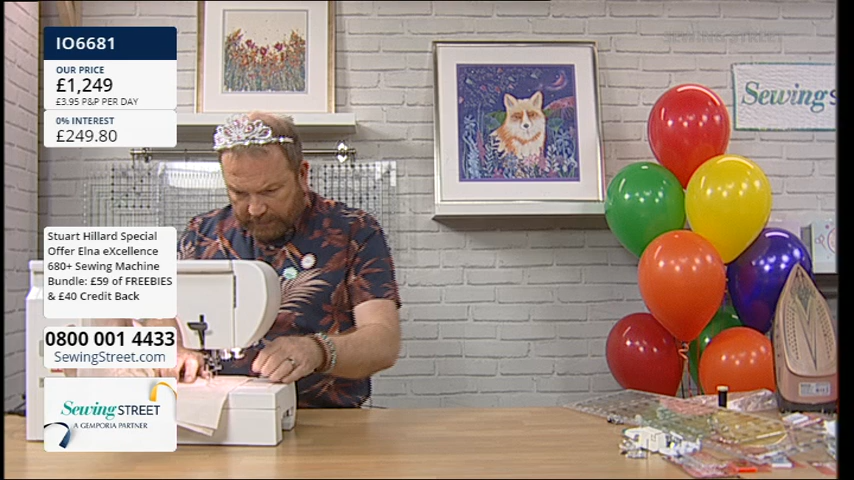 IO6681
OUR PRICE
£1,249
£3.95 P&P PER DAY
0% INTEREST
£249.80
SEWING STREET
Sewing
Stuart Hillard Special
Offer Elna eXcellence
680+ Sewing Machine
Bundle: £59 of FREEBIES
& £40 Credit Back
0800 001 4433
SewingStreet.com
Sewing STREET
A GEMPORIA PARTNER